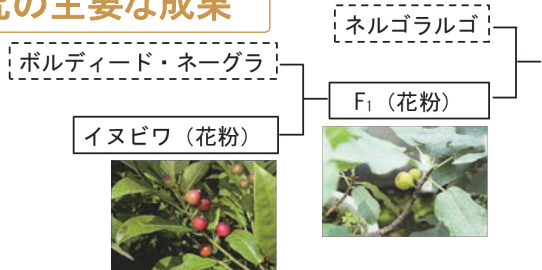 究の主要な成果
ネルゴラルゴ
ボルディード・ネーグラ
F₁（花粉）
イヌビワ（花粉）